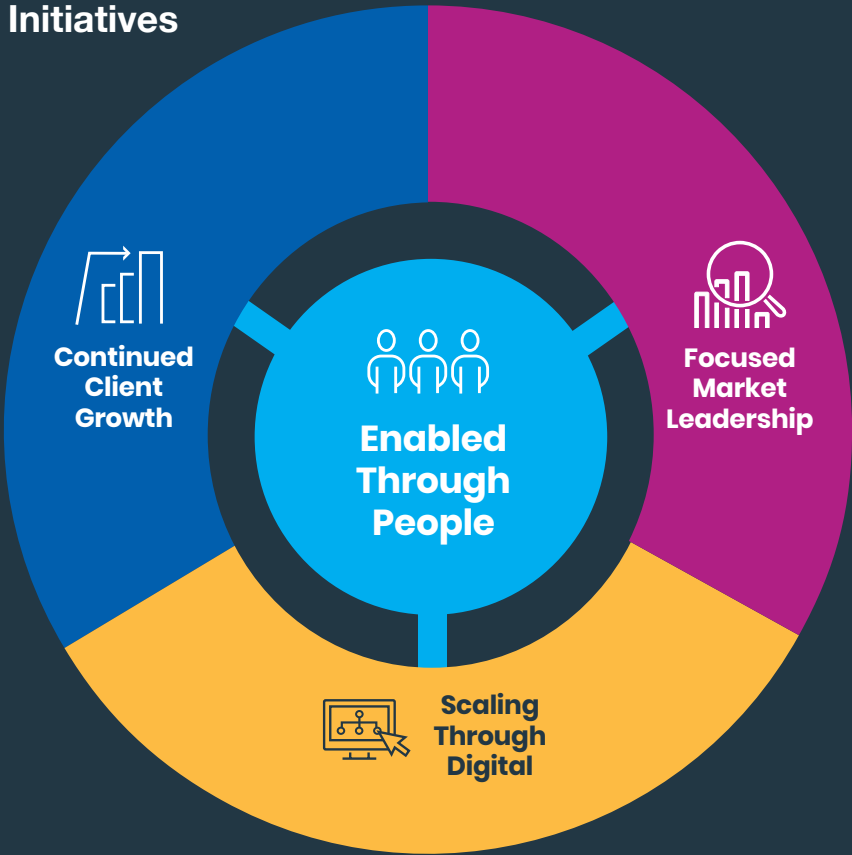 Initiatives
Continued
Client
Growth
Focused
Market
Leadership
Enabled
Through
People
Scaling
Through
Digital